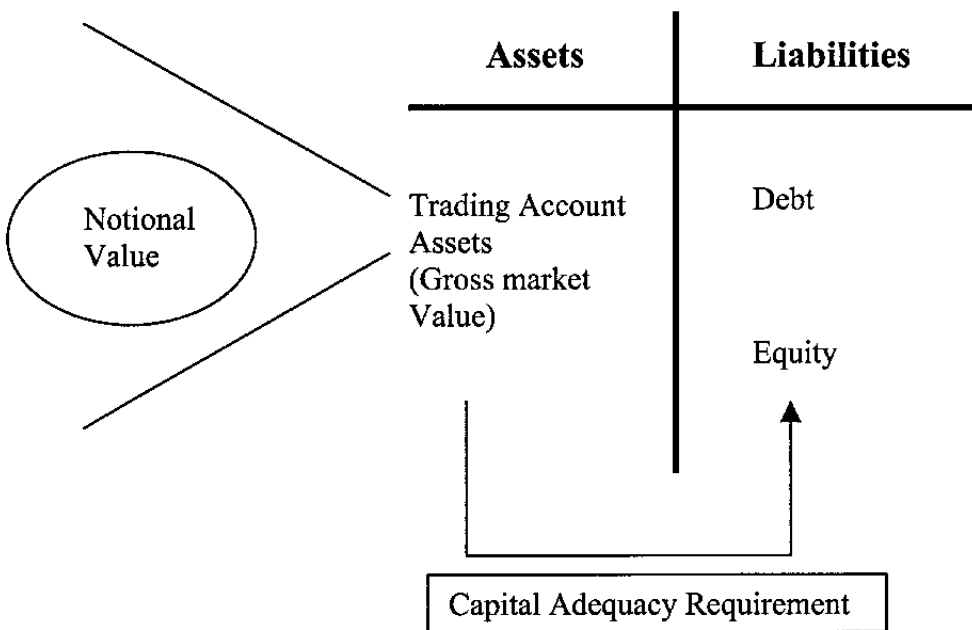 Assets
Liabilities
Notional
Value
Trading Account
Assets
(Gross market
Value)
Debt
Equity
Capital Adequacy Requirement